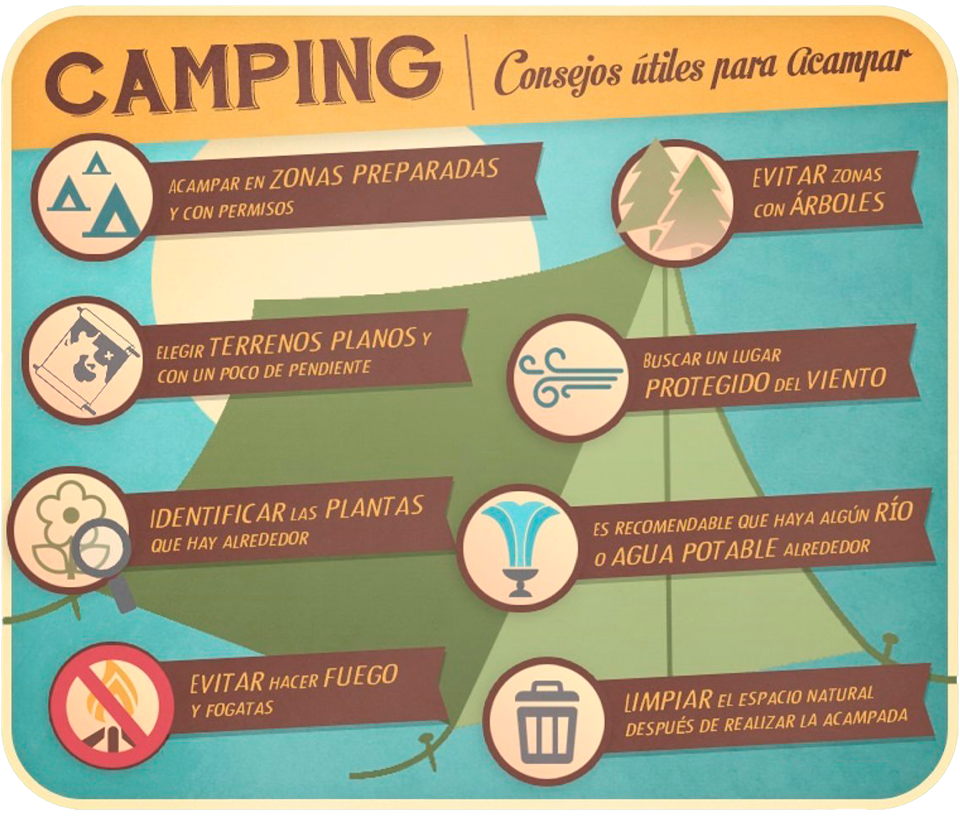 CAMPING | Consejos útiles para Acampar
ACAMPAR EN ZONAS PREPARADAS
Y CON PERMISOS
EVITAR ZONAS
CON ÁRBOLES
ELEGIR TERRENOS PLANOS Y
CON UN POCO DE PENDIENTE
BUSCAR UN LUGAR
PROTEGIDO DEL VIENTO
IDENTIFICAR LAS PLANTAS
QUE HAY ALREDEDOR
ES RECOMENDABLE QUE HAYA ALGÚN RÍO
O AGUA POTABLE ALREDEDOR
EVITAR HACER FUEGO
Y FOGATAS
LIMPIAR EL ESPACIO NATURAL
DESPUÉS DE REALIZAR LA ACAMPADA